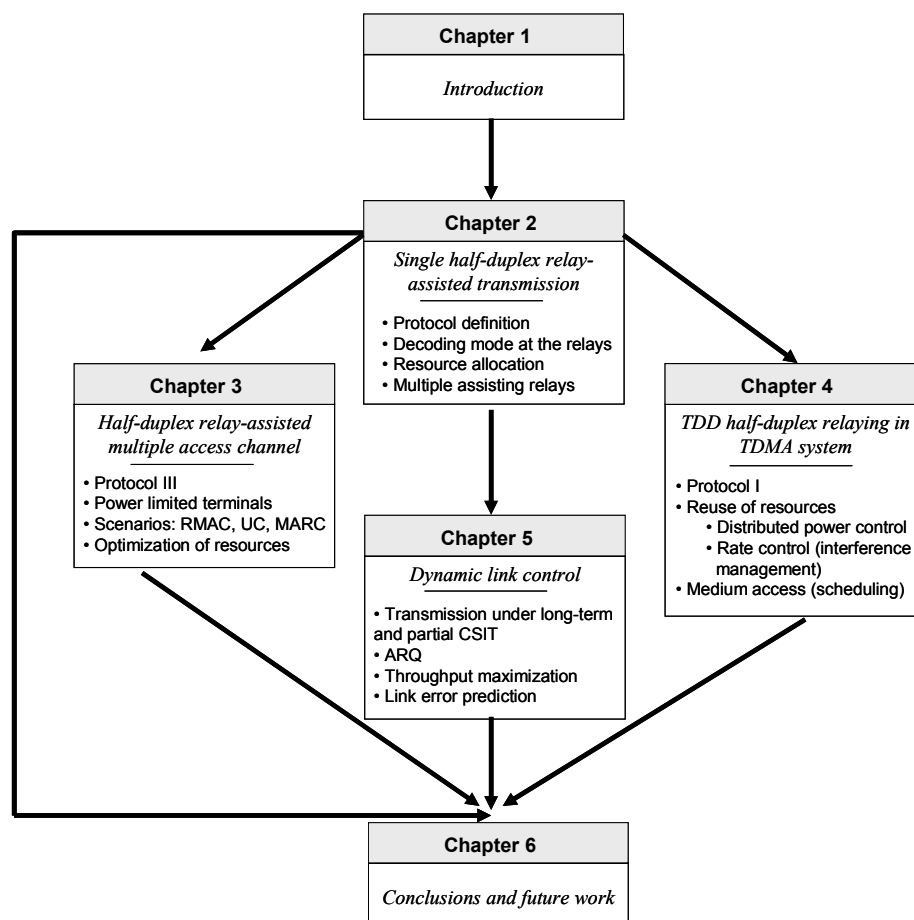 Chapter 1
Introduction
Chapter 2
Single half-duplex relay-
assisted transmission
• Protocol definition
• Decoding mode at the relays
• Resource allocation
• Multiple assisting relays
Chapter 3
Half-duplex relay-assisted
multiple access channel
• Protocol III
• Power limited terminals
• Scenarios: RMAC, UC, MARC
• Optimization of resources
Chapter 4
TDD half-duplex relaying in
TDMA system
• Protocol I
• Reuse of resources
• Distributed power control
• Rate control (interference
management)
• Medium access (scheduling)
Chapter 5
Dynamic link control
• Transmission under long-term
and partial CSIT
• ARQ
• Throughput maximization
• Link error prediction
Chapter 6
Conclusions and future work